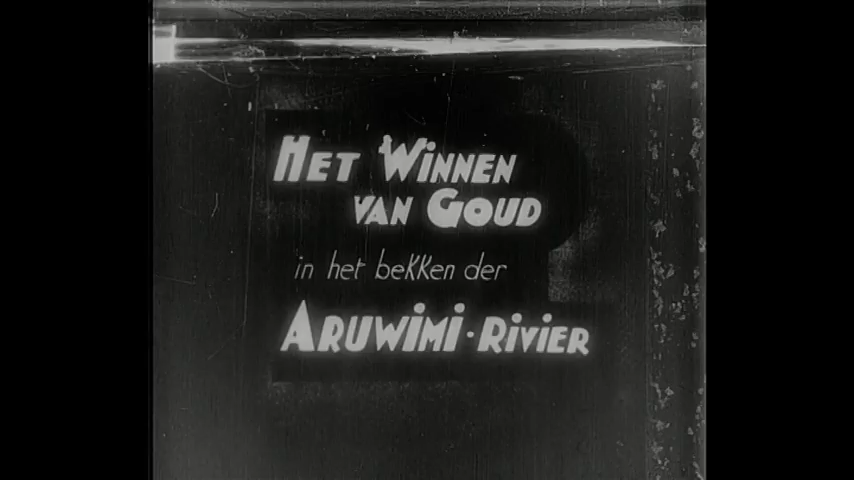 HET WINNEN
VAN GOUD
in het bekken der
ARUWIMI-RIVIER